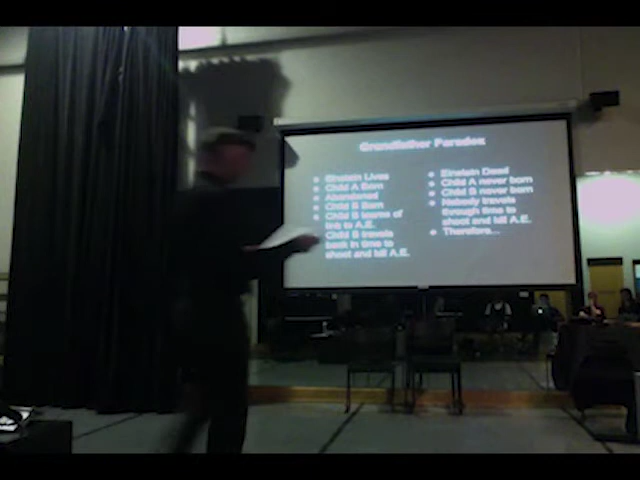 Grandfather Paradox
Einstein Lives
Child A Born
Abandoned
Child B Born
Child B learns of
link to A.E.
Child B travels
back in time to
shoot and kill A.E.
Einstein Dead
Child A never born
Child B never born
Nobody travels
through time to
shoot and kill A.E.
Therefore...